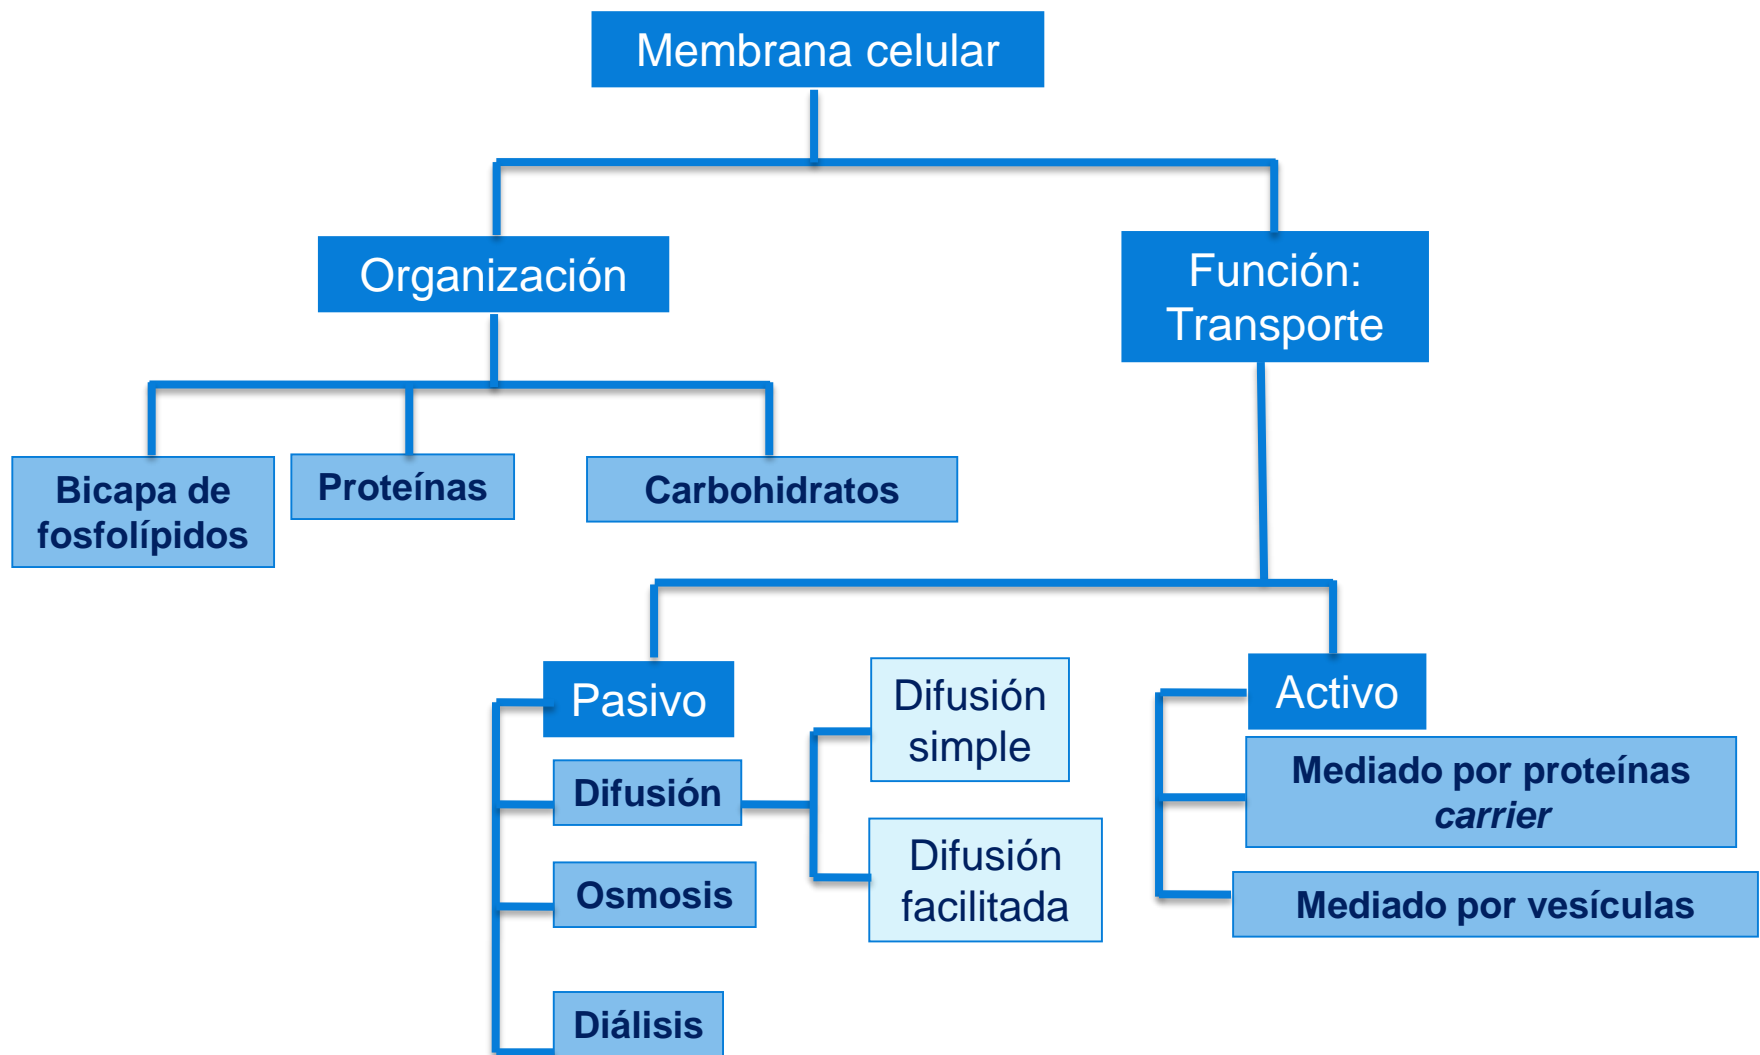 Membrana celular
Organización
Función:
Transporte
Bicapa de
fosfolípidos
Proteínas
Carbohidratos
Pasivo
Difusión
simple
Activo
Difusión
Mediado por proteínas
carrier
Difusión
facilitada
Osmosis
Mediado por vesículas
Diálisis